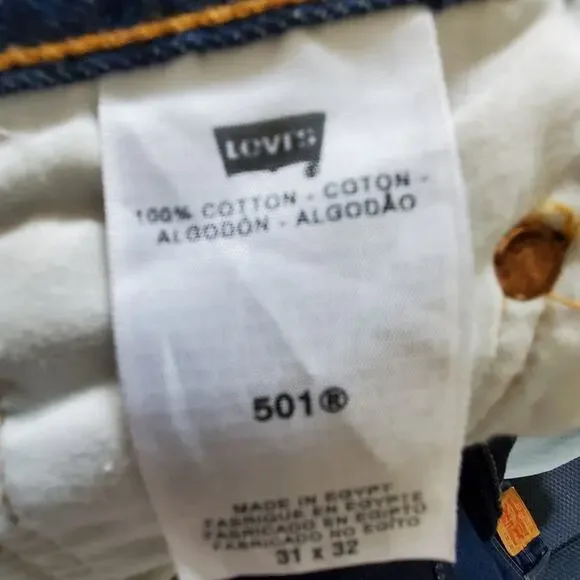 Levi's
100% COTTON - COTON -
ALGODÓN - ALGODÃO
501®
MADE IN EGYPT
FABRIQUE EN EGYPTE
FABRICADO EN EGIPTO
FABRICADO NO EGITO
31 x 32